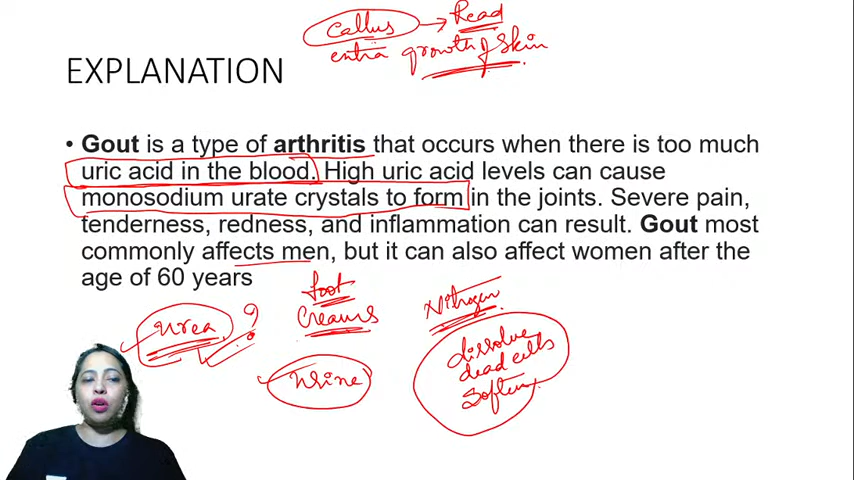 callus → Read
extra growth of skin
EXPLANATION
• Gout is a type of arthritis that occurs when there is too much
uric acid in the blood. High uric acid levels can cause
monosodium urate crystals to form in the joints. Severe pain,
tenderness, redness, and inflammation can result. Gout most
commonly affects men, but it can also affect women after the
age of 60 years
urea ?
foot
creams
Nitrogen
urine
dissolve
dead cells